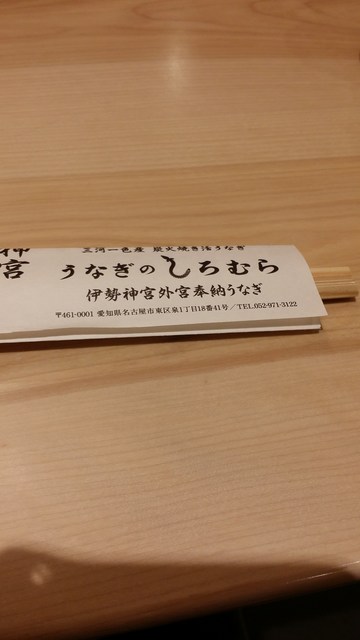 神宮
三河一色産 炭火焼き活うなぎ
うなぎのしろむら
伊勢神宮外宮奉納うなぎ
〒461-0001 愛知県名古屋市東区泉1丁目18番41号／TEL.052-971-3122